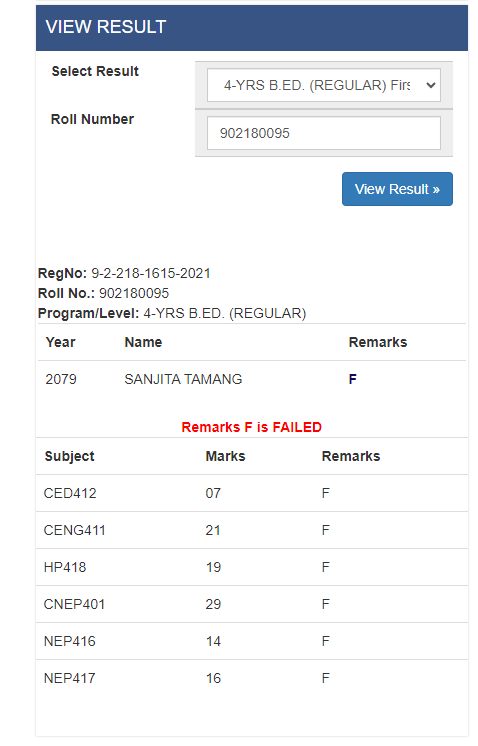 VIEW RESULT
Select Result
4-YRS B.ED. (REGULAR) Firs
Roll Number
902180095
View Result »
RegNo: 9-2-218-1615-2021
Roll No.: 902180095
Program/Level: 4-YRS B.ED. (REGULAR)
Year Name Remarks
2079 SANJITA TAMANG F
Remarks F is FAILED
Subject Marks Remarks
CED412 07 F
CENG411 21 F
HP418 19 F
CNEP401 29 F
NEP416 14 F
NEP417 16 F